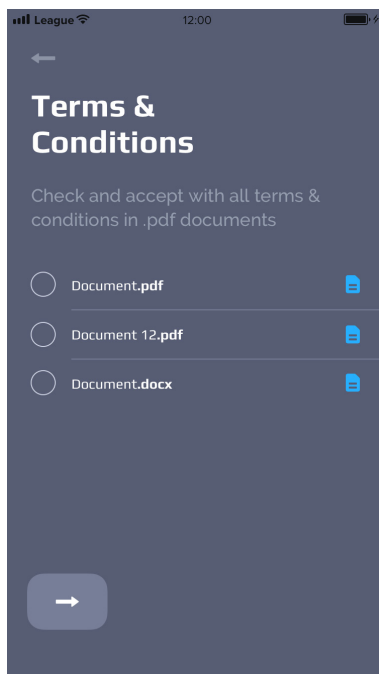 League 12:00
Terms &
Conditions
Check and accept with all terms &
conditions in .pdf documents
Document.pdf
Document 12.pdf
Document.docx